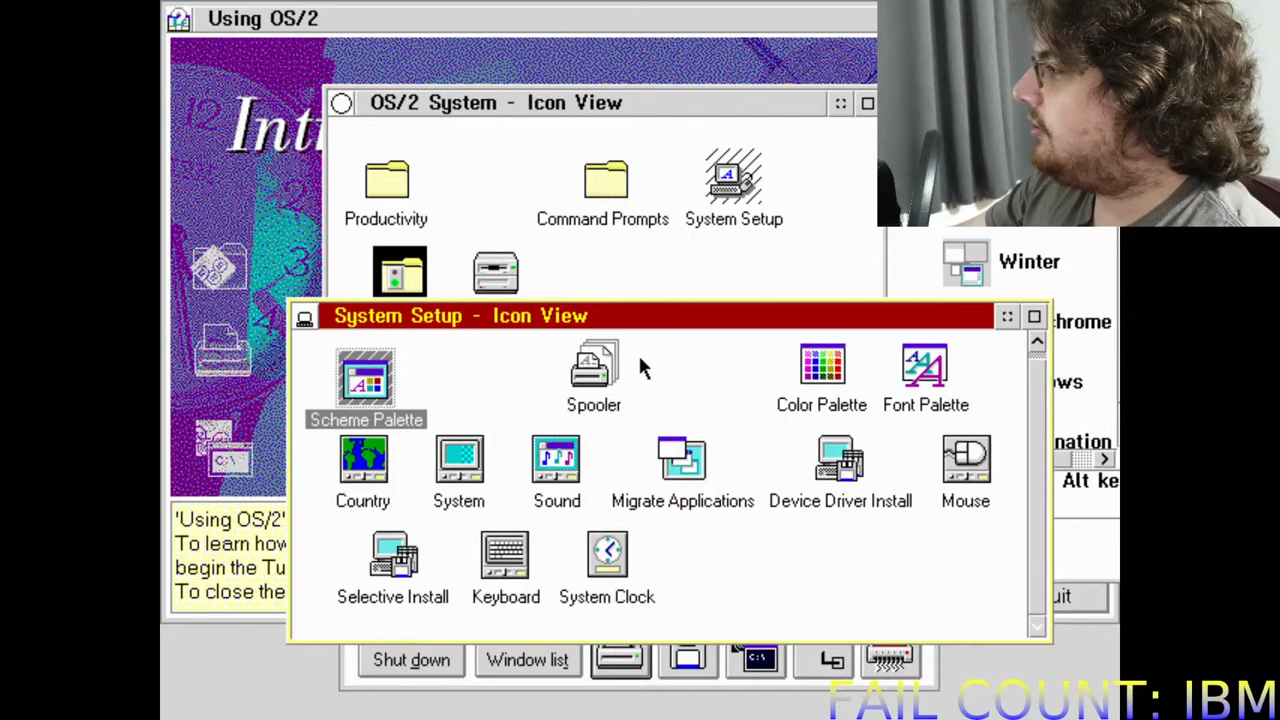 Using OS/2
Int
OS/2 System - Icon View
Productivity
Command Prompts
System Setup
Winter
chrome
ows
nation
Alt ke
System Setup - Icon View
Scheme Palette
Spooler
Color Palette
Font Palette
Country
System
Sound
Migrate Applications
Device Driver Install
Mouse
Selective Install
Keyboard
System Clock
'Using OS/2'
To learn how
begin the Tu
To close the
uit
Shut down
Window list
C:\
FAIL COUNT: IBM